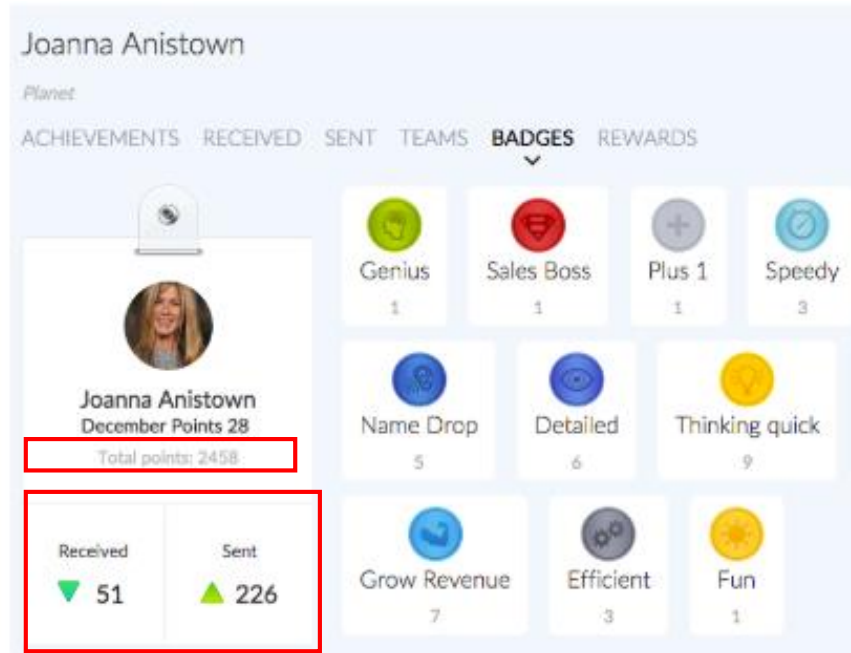 Joanna Anistown
Planet
ACHIEVEMENTS RECEIVED SENT TEAMS BADGES REWARDS
Joanna Anistown
December Points 28
Total points: 2458
Received Sent
51 226
Genius Sales Boss Plus 1 Speedy
1 1 1 3
Name Drop Detailed Thinking quick
5 6 9
Grow Revenue Efficient Fun
7 3 1